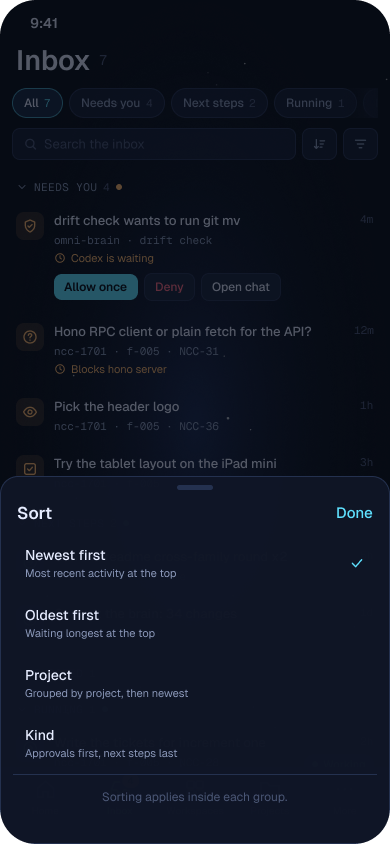 9:41
Inbox 7
All 7 Needs you 4 Next steps 2 Running 1
Search the inbox
NEEDS YOU 4
drift check wants to run git mv 4m
omni-brain · drift check
Codex is waiting
Allow once Deny Open chat
Hono RPC client or plain fetch for the API? 12m
ncc-1701 · f-005 · NCC-31
Blocks hono server
Pick the header logo 1h
ncc-1701 · f-005 · NCC-36
Try the tablet layout on the iPad mini 3h
Sort Done
Newest first
Most recent activity at the top
Oldest first
Waiting longest at the top
Project
Grouped by project, then newest
Kind
Approvals first, next steps last
Sorting applies inside each group.